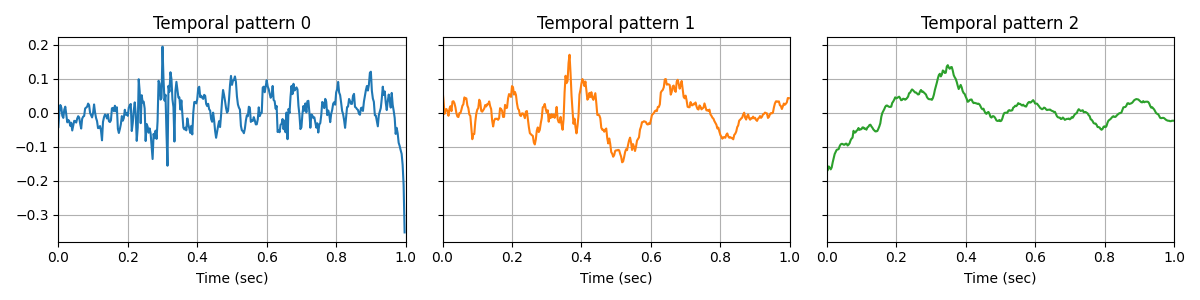 Temporal pattern 0
Temporal pattern 1
Temporal pattern 2
0.2
0.1
0.0
−0.1
−0.2
−0.3
0.0 0.2 0.4 0.6 0.8 1.0
0.0 0.2 0.4 0.6 0.8 1.0
0.0 0.2 0.4 0.6 0.8 1.0
Time (sec)
Time (sec)
Time (sec)